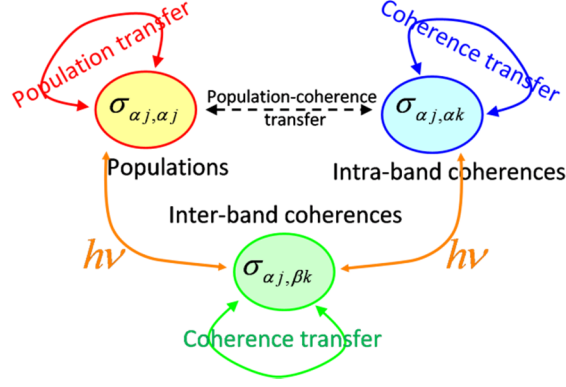 Population transfer
Coherence transfer
σαj,αj
Population-coherence
transfer
σαj,αk
Populations
Intra-band coherences
Inter-band coherences
hν
hν
σαj,βk
Coherence transfer